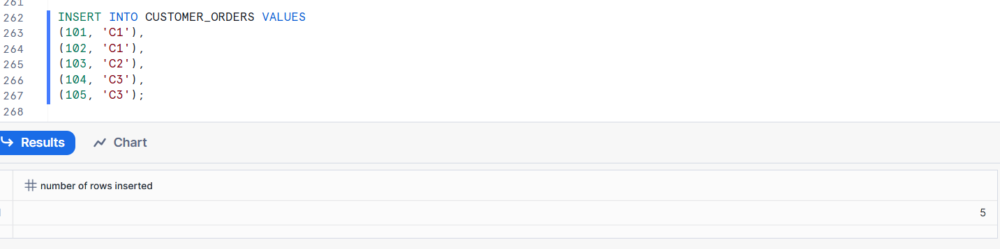 261
262 INSERT INTO CUSTOMER_ORDERS VALUES
263 (101, 'C1'),
264 (102, 'C1'),
265 (103, 'C2'),
266 (104, 'C3'),
267 (105, 'C3');
268
Results Chart
number of rows inserted
5